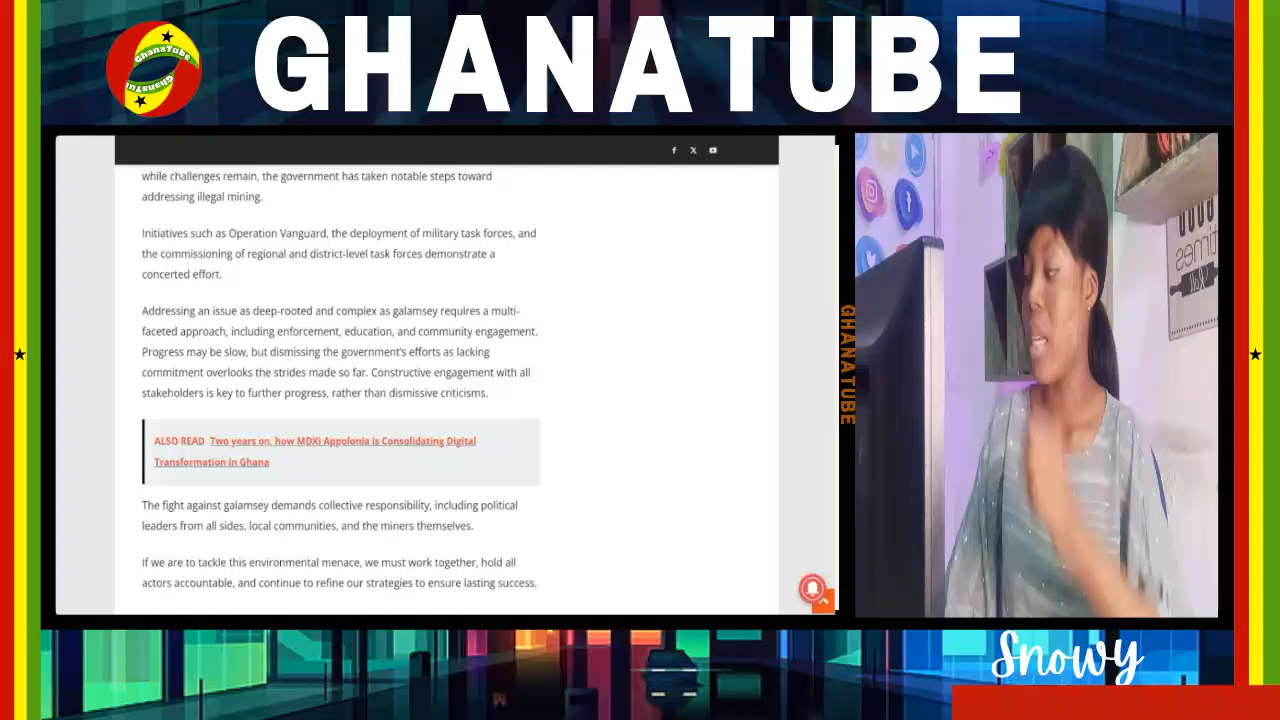 GhanaTube
GhanaTube
GHANATUBE
while challenges remain, the government has taken notable steps toward
addressing illegal mining.
Initiatives such as Operation Vanguard, the deployment of military task forces, and
the commissioning of regional and district-level task forces demonstrate a
concerted effort.
Addressing an issue as deep-rooted and complex as galamsey requires a multi-
faceted approach, including enforcement, education, and community engagement.
Progress may be slow, but dismissing the government's efforts as lacking
commitment overlooks the strides made so far. Constructive engagement with all
stakeholders is key to further progress, rather than dismissive criticisms.
ALSO READ Two years on, how MDXi Appolonia is Consolidating Digital
Transformation in Ghana
The fight against galamsey demands collective responsibility, including political
leaders from all sides, local communities, and the miners themselves.
If we are to tackle this environmental menace, we must work together, hold all
actors accountable, and continue to refine our strategies to ensure lasting success.
GHANATUBE
times
Snowy